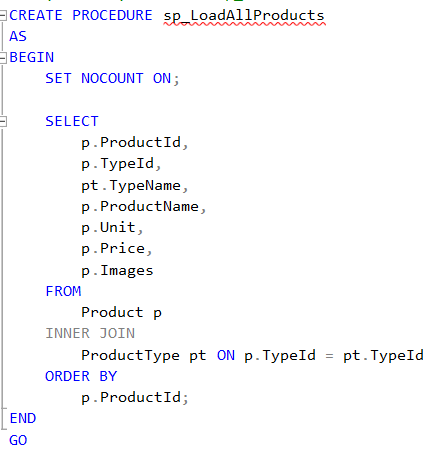 CREATE PROCEDURE sp_LoadAllProducts
AS
BEGIN
    SET NOCOUNT ON;

    SELECT
        p.ProductId,
        p.TypeId,
        pt.TypeName,
        p.ProductName,
        p.Unit,
        p.Price,
        p.Images
    FROM
        Product p
    INNER JOIN
        ProductType pt ON p.TypeId = pt.TypeId
    ORDER BY
        p.ProductId;
END
GO